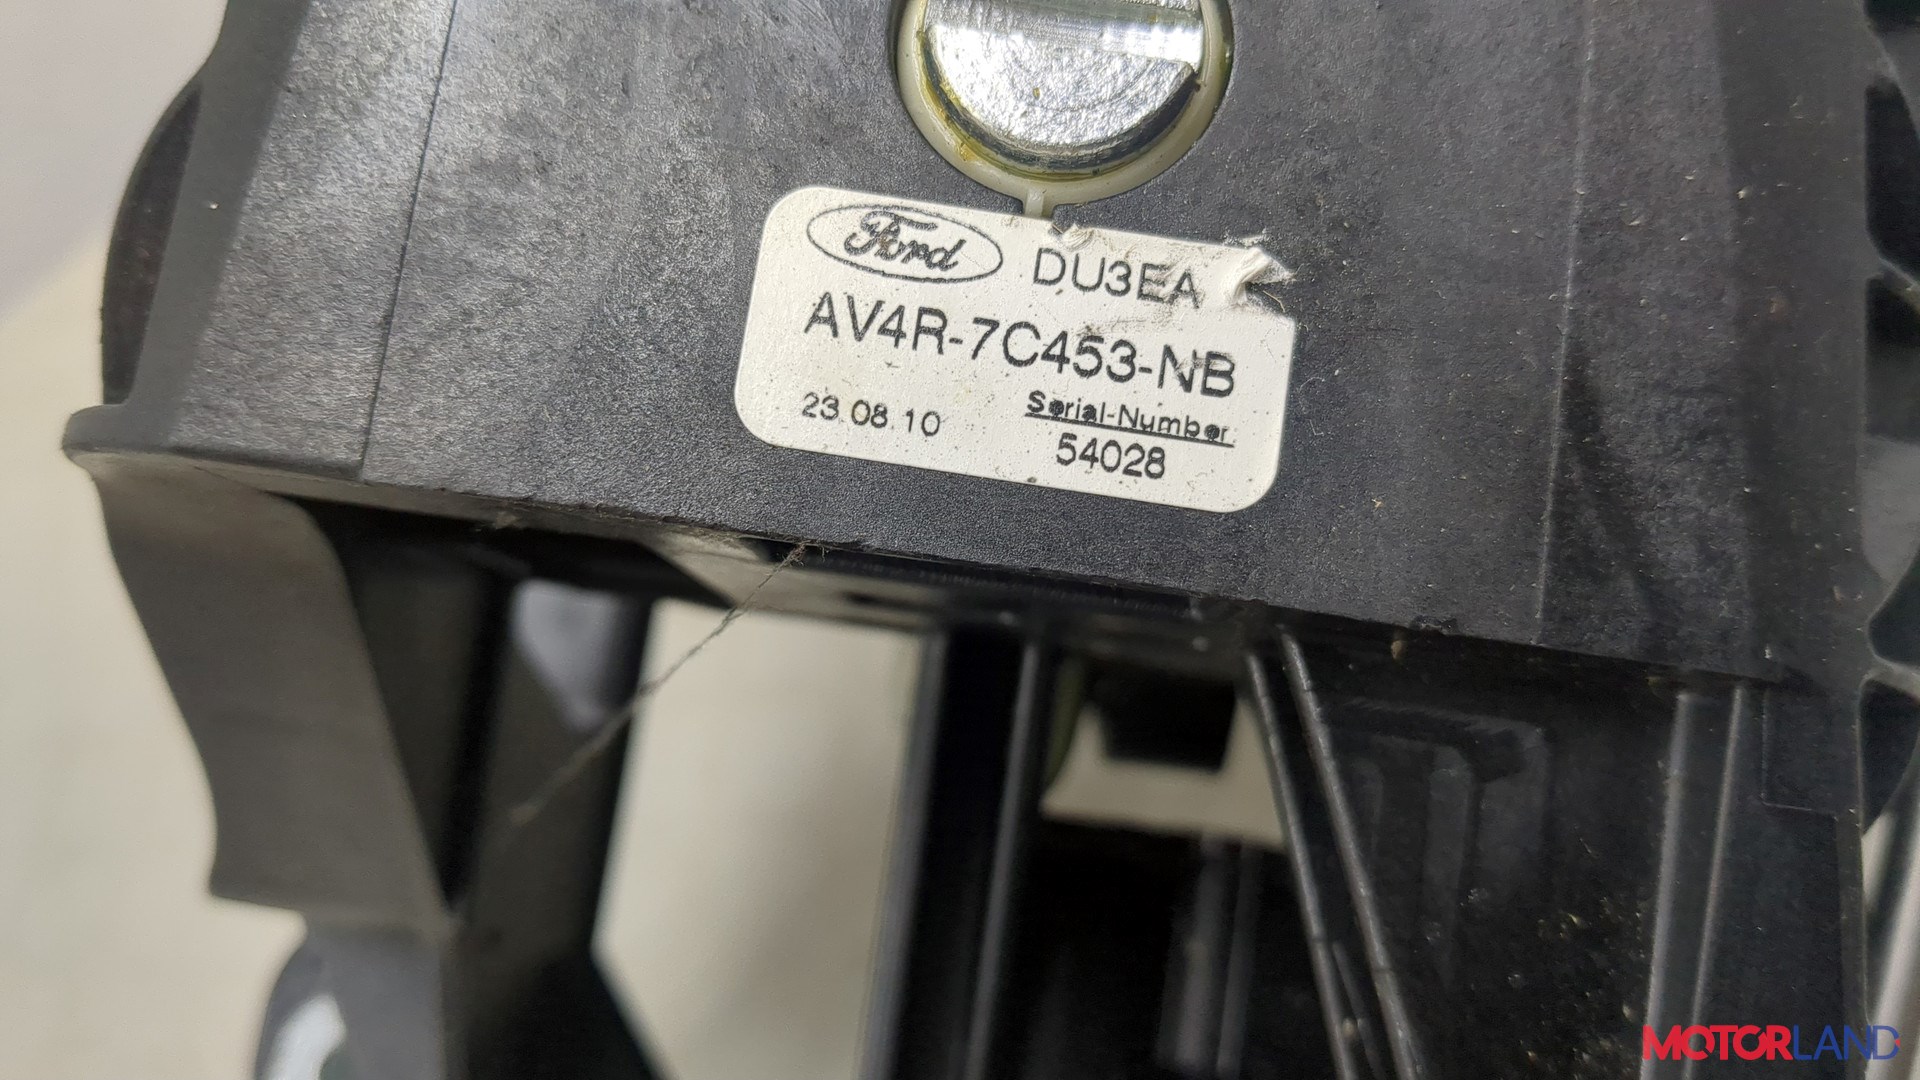 Ford DU3EA
AV4R-7C453-NB
23.08.10
Serial-Number
54028
MOTORLAND